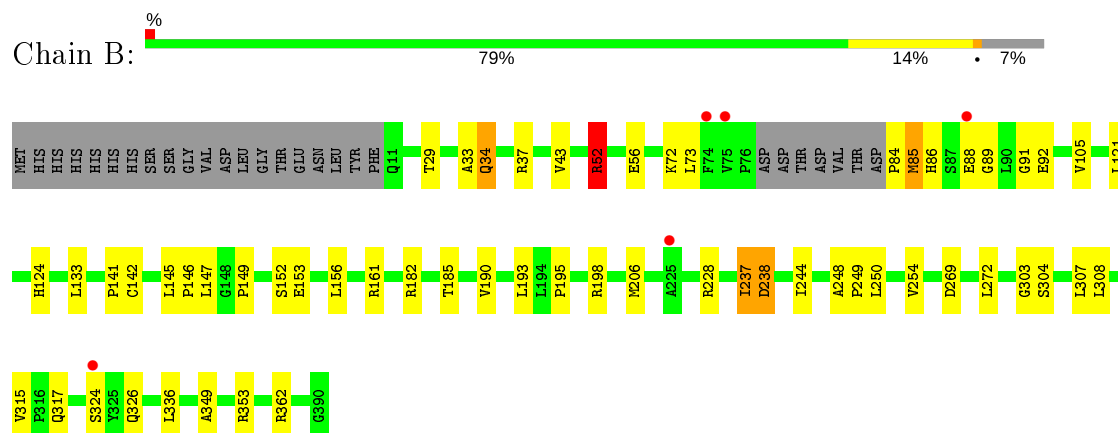 %
Chain B:
79% 14% • 7%
MET HIS HIS HIS HIS HIS HIS SER SER GLY VAL ASP LEU GLY THR GLU ASN LEU TYR PHE Q11 T29 A33 Q34 R37 V43 R52 E56 K72 L73 F74 V75 P76 ASP ASP THR ASP VAL THR ASP P84 M85 H86 S87 E88 G89 L90 G91 E92 V105 L121
H124 L133 P141 C142 L145 P146 L147 G148 P149 S152 E153 L156 R161 R182 T185 V190 L193 L194 P195 R198 M206 A225 R228 I237 D238 I244 A248 P249 L250 V254 D269 L272 G303 S304 L307 L308
V315 P316 Q317 S324 Y325 Q326 L336 A349 R353 R362 G390